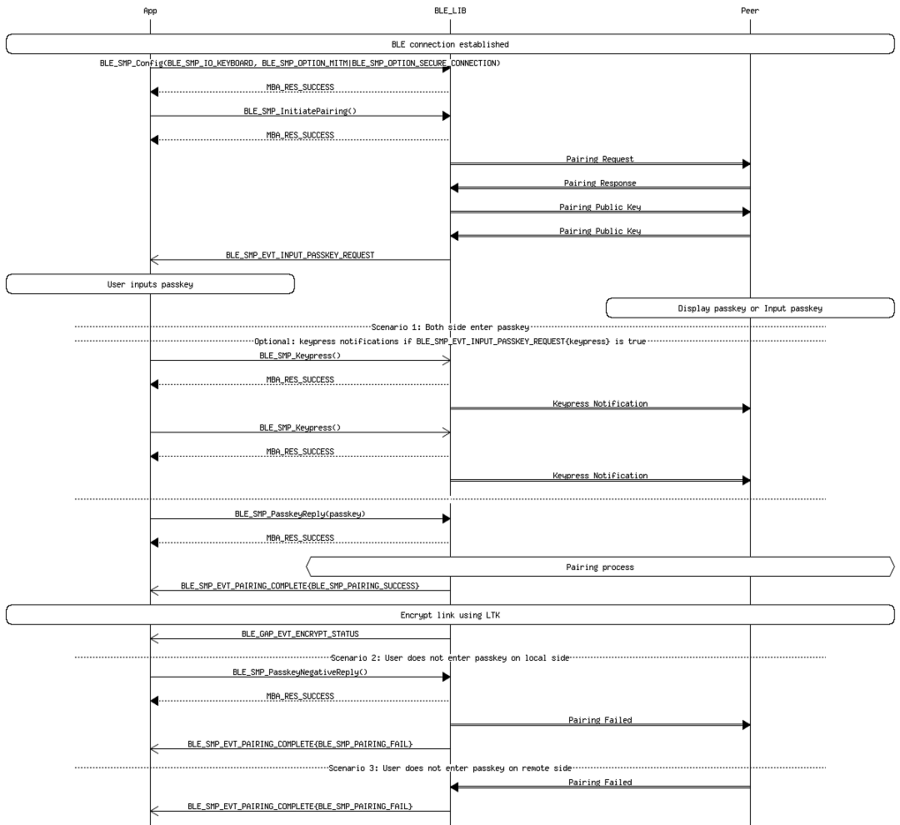 App BLE_LIB Peer
BLE connection established
BLE_SMP_Config(BLE_SMP_IO_KEYBOARD, BLE_SMP_OPTION_MITM|BLE_SMP_OPTION_SECURE_CONNECTION)
MBA_RES_SUCCESS
BLE_SMP_InitiatePairing()
MBA_RES_SUCCESS
Pairing Request
Pairing Response
Pairing Public Key
Pairing Public Key
BLE_SMP_EVT_INPUT_PASSKEY_REQUEST
User inputs passkey
Display passkey or Input passkey
Scenario 1: Both side enter passkey
Optional: keypress notifications if BLE_SMP_EVT_INPUT_PASSKEY_REQUEST{keypress} is true
BLE_SMP_Keypress()
MBA_RES_SUCCESS
Keypress Notification
BLE_SMP_Keypress()
MBA_RES_SUCCESS
Keypress Notification
BLE_SMP_PasskeyReply(passkey)
MBA_RES_SUCCESS
Pairing process
BLE_SMP_EVT_PAIRING_COMPLETE{BLE_SMP_PAIRING_SUCCESS}
Encrypt link using LTK
BLE_GAP_EVT_ENCRYPT_STATUS
Scenario 2: User does not enter passkey on local side
BLE_SMP_PasskeyNegativeReply()
MBA_RES_SUCCESS
Pairing Failed
BLE_SMP_EVT_PAIRING_COMPLETE{BLE_SMP_PAIRING_FAIL}
Scenario 3: User does not enter passkey on remote side
Pairing Failed
BLE_SMP_EVT_PAIRING_COMPLETE{BLE_SMP_PAIRING_FAIL}